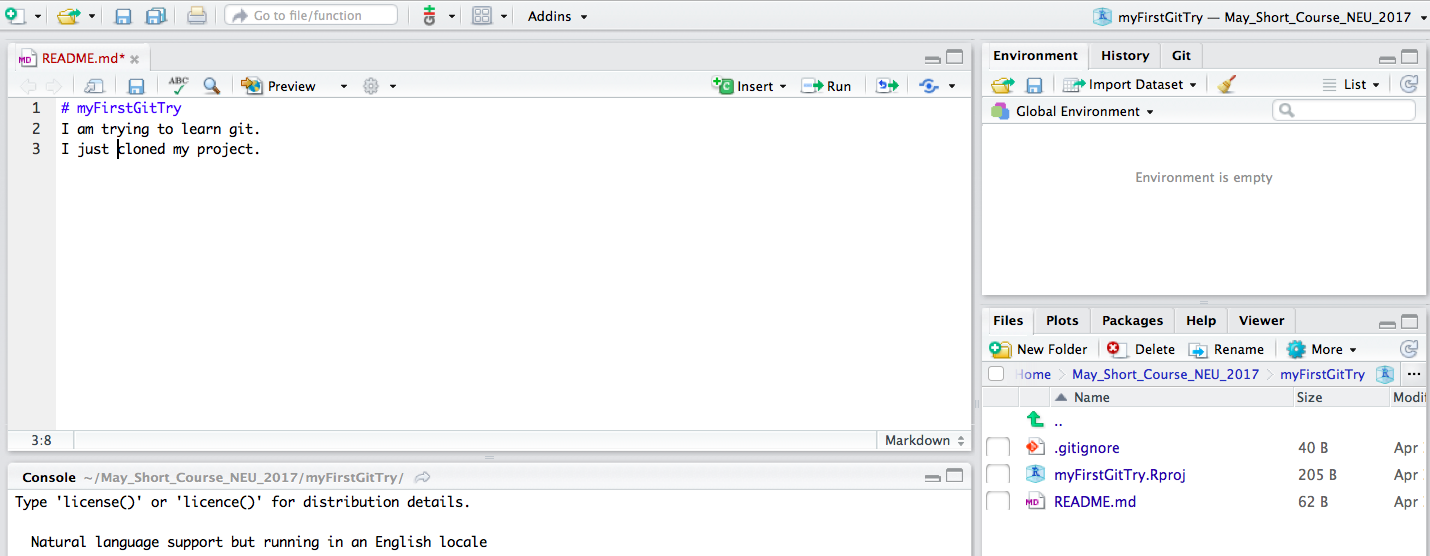 Go to file/function
Addins
myFirstGitTry — May_Short_Course_NEU_2017
README.md*
ABC
Preview
Insert
Run
1 # myFirstGitTry
2 I am trying to learn git.
3 I just cloned my project.
3:8
Markdown
Console ~/May_Short_Course_NEU_2017/myFirstGitTry/
Type 'license()' or 'licence()' for distribution details.
Natural language support but running in an English locale
Environment History Git
Import Dataset
List
Global Environment
Environment is empty
Files Plots Packages Help Viewer
New Folder Delete Rename More
Home May_Short_Course_NEU_2017 myFirstGitTry ...
Name Size Modif
..
.gitignore 40 B Apr
myFirstGitTry.Rproj 205 B Apr
MD README.md 62 B Apr